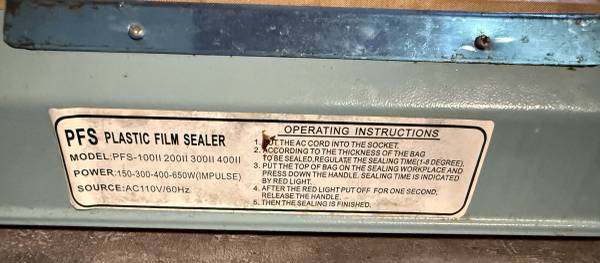 PFS PLASTIC FILM SEALER
MODEL:PFS-100II 200II 300II 400II
POWER:150-300-400-650W(IMPULSE)
SOURCE:AC110V/60Hz.
OPERATING INSTRUCTIONS
1. THE AC CORD INTO THE SOCKET.
2. ACCORDING TO THE THICKNESS OF THE BAG
TO BE SEALED,REGULATE THE SEALING TIME(1-8 DEGREE).
3. PUT THE TOP OF BAG ON THE SEALING WORKPLACE AND
PRESS DOWN THE HANDLE. SEALING TIME IS INDICATED
BY RED LIGHT.
4. AFTER THE RED LIGHT PUT OFF FOR ONE SECOND,
RELEASE THE HANDLE.
5. THEN THE SEALING IS FINISHED.